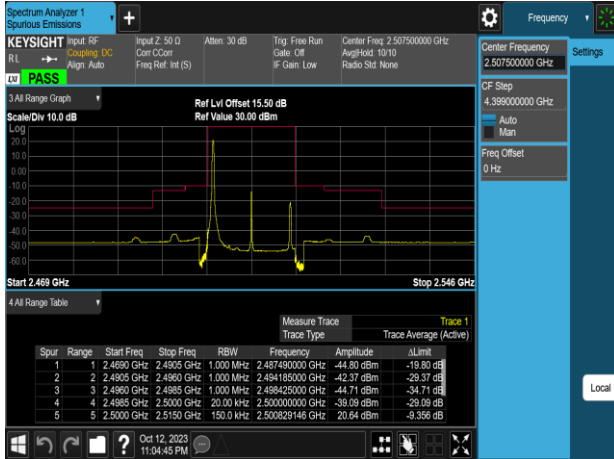 Spectrum Analyzer 1
Spurious Emissions
Frequency
KEYSIGHT
RL
LXI
PASS
Input: RF
Coupling: DC
Align: Auto
Input Z: 50 Ω
Corr CCorr
Freq Ref: Int (S)
Atten: 30 dB
Trig: Free Run
Gate: Off
IF Gain: Low
Center Freq: 2.507500000 GHz
Avg|Hold: 10/10
Radio Std: None
Center Frequency
2.507500000 GHz
Settings
CF Step
4.399000000 GHz
Auto
Man
Freq Offset
0 Hz
Local
3 All Range Graph
Scale/Div 10.0 dB
Ref Lvl Offset 15.50 dB
Ref Value 30.00 dBm
Log
20.0
10.0
0.00
-10.0
-20.0
-30.0
-40.0
-50.0
-60.0
Start 2.469 GHz
Stop 2.546 GHz
4 All Range Table
Measure Trace Trace 1
Trace Type Trace Average (Active)
Spur Range Start Freq Stop Freq RBW Frequency Amplitude ΔLimit
1 1 2.4690 GHz 2.4905 GHz 1.000 MHz 2.487490000 GHz -44.80 dBm -19.80 dB
2 2 2.4905 GHz 2.4960 GHz 1.000 MHz 2.494185000 GHz -42.37 dBm -29.37 dB
3 3 2.4960 GHz 2.4985 GHz 1.000 MHz 2.498425000 GHz -44.71 dBm -34.71 dB
4 4 2.4985 GHz 2.5000 GHz 20.00 kHz 2.500000000 GHz -39.09 dBm -29.09 dB
5 5 2.5000 GHz 2.5150 GHz 150.0 kHz 2.500829146 GHz 20.64 dBm -9.356 dB
?
Oct 12, 2023
11:04:45 PM